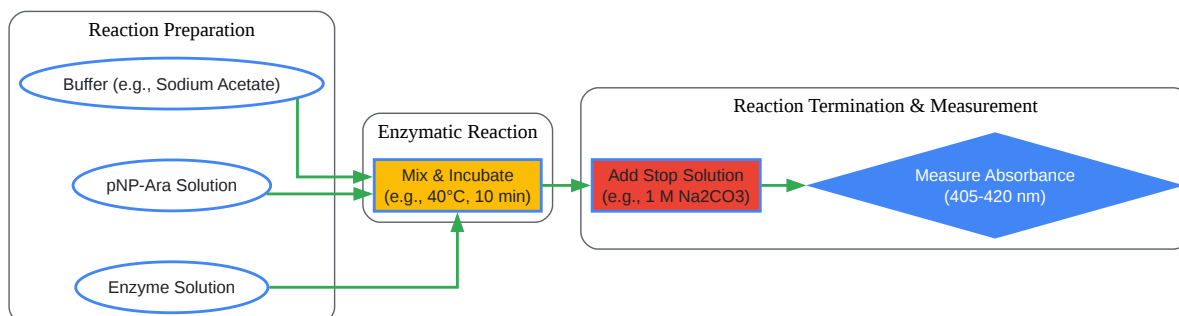 Reaction Preparation
Buffer (e.g., Sodium Acetate)
pNP-Ara Solution
Enzyme Solution
Enzymatic Reaction
Mix & Incubate
(e.g., 40°C, 10 min)
Reaction Termination & Measurement
Add Stop Solution
(e.g., 1 M Na2CO3)
Measure Absorbance
(405-420 nm)